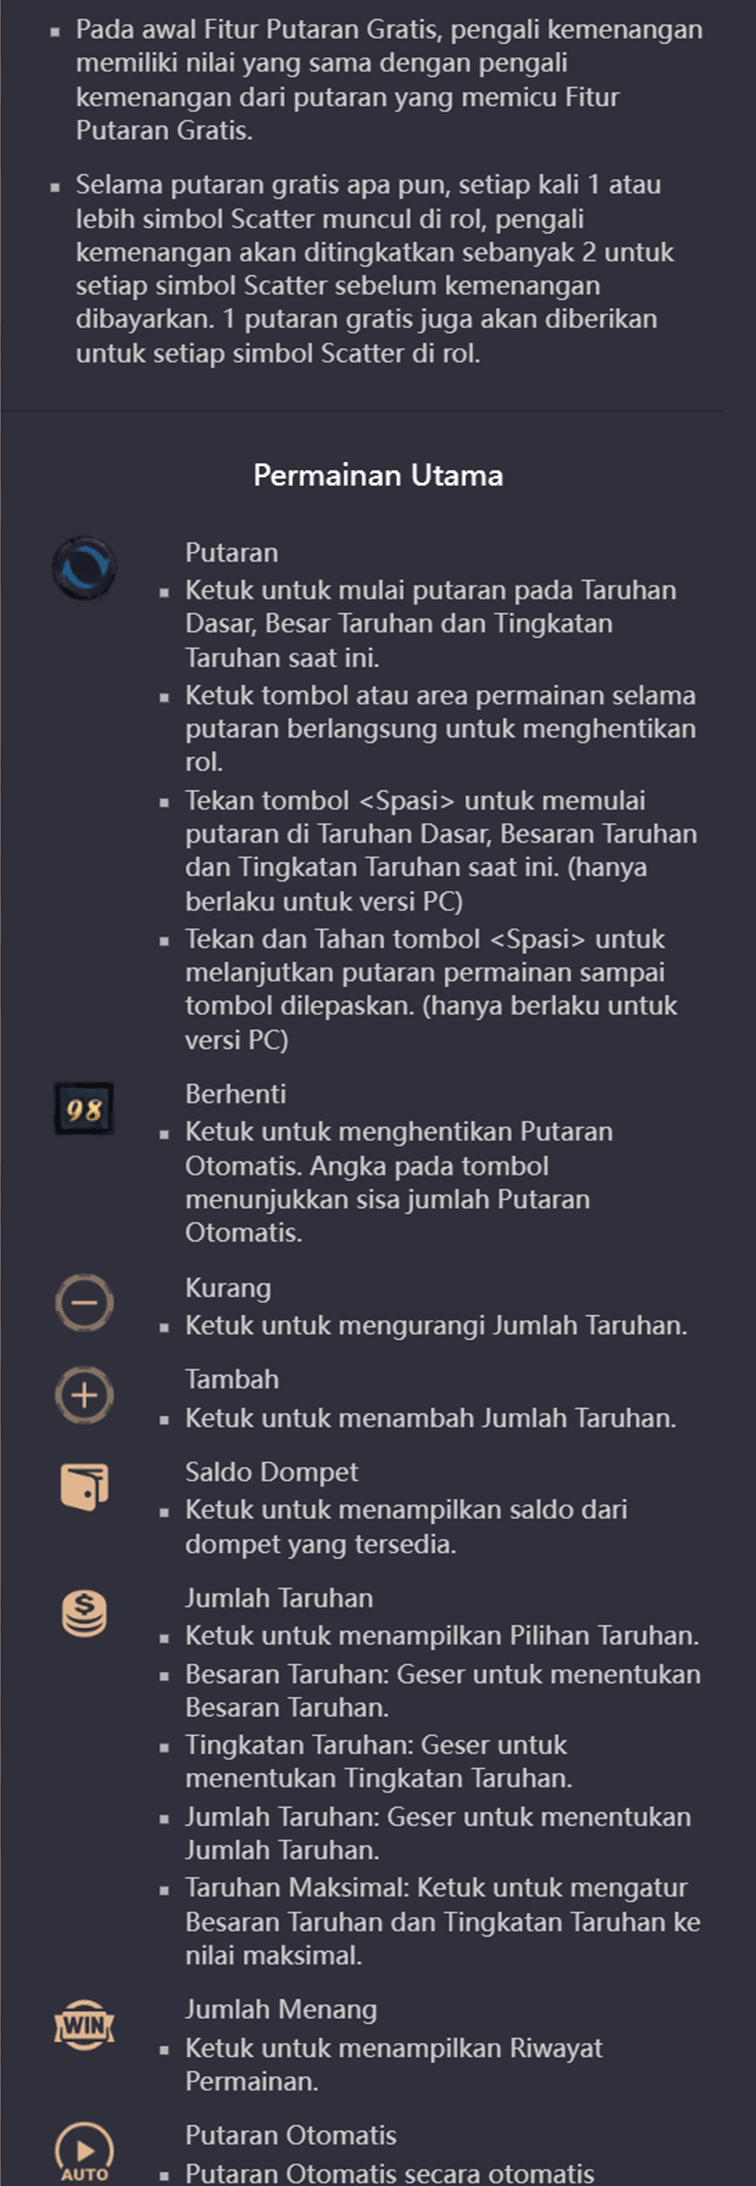 Pada awal Fitur Putaran Gratis, pengali kemenangan
memiliki nilai yang sama dengan pengali
kemenangan dari putaran yang memicu Fitur
Putaran Gratis.
Selama putaran gratis apa pun, setiap kali 1 atau
lebih simbol Scatter muncul di rol, pengali
kemenangan akan ditingkatkan sebanyak 2 untuk
setiap simbol Scatter sebelum kemenangan
dibayarkan. 1 putaran gratis juga akan diberikan
untuk setiap simbol Scatter di rol.
Permainan Utama
Putaran
Ketuk untuk mulai putaran pada Taruhan
Dasar, Besar Taruhan dan Tingkatan
Taruhan saat ini.
Ketuk tombol atau area permainan selama
putaran berlangsung untuk menghentikan
rol.
Tekan tombol <Spasi> untuk memulai
putaran di Taruhan Dasar, Besaran Taruhan
dan Tingkatan Taruhan saat ini. (hanya
berlaku untuk versi PC)
Tekan dan Tahan tombol <Spasi> untuk
melanjutkan putaran permainan sampai
tombol dilepaskan. (hanya berlaku untuk
versi PC)
98
Berhenti
Ketuk untuk menghentikan Putaran
Otomatis. Angka pada tombol
menunjukkan sisa jumlah Putaran
Otomatis.
Kurang
Ketuk untuk mengurangi Jumlah Taruhan.
Tambah
Ketuk untuk menambah Jumlah Taruhan.
Saldo Dompet
Ketuk untuk menampilkan saldo dari
dompet yang tersedia.
$
Jumlah Taruhan
Ketuk untuk menampilkan Pilihan Taruhan.
Besaran Taruhan: Geser untuk menentukan
Besaran Taruhan.
Tingkatan Taruhan: Geser untuk
menentukan Tingkatan Taruhan.
Jumlah Taruhan: Geser untuk menentukan
Jumlah Taruhan.
Taruhan Maksimal: Ketuk untuk mengatur
Besaran Taruhan dan Tingkatan Taruhan ke
nilai maksimal.
WIN
Jumlah Menang
Ketuk untuk menampilkan Riwayat
Permainan.
AUTO
Putaran Otomatis
Putaran Otomatis secara otomatis